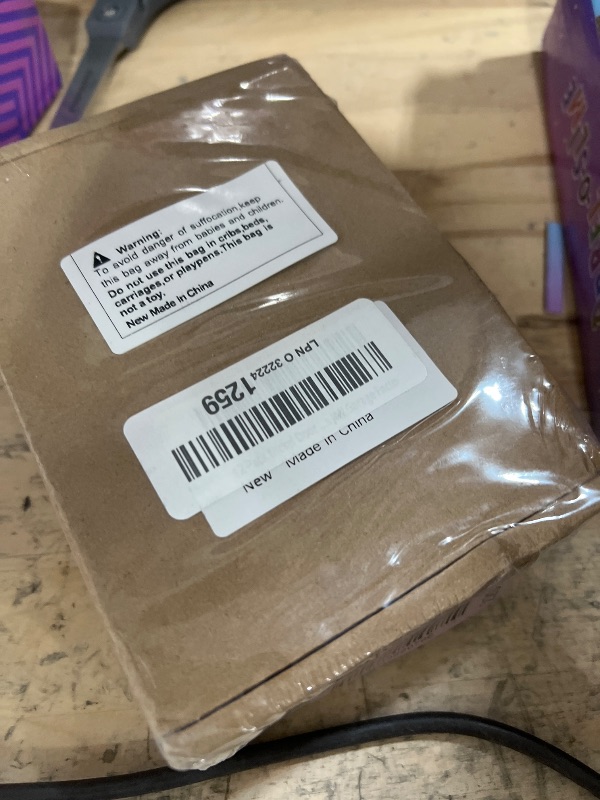 Warning:
To avoid danger of suffocation,keep
this bag away from babies and children.
Do not use this bag in cribs,beds,
carriages,or playpens.This bag is
not a toy.
New Made in China
LPN O 32224 1259
New Made in China